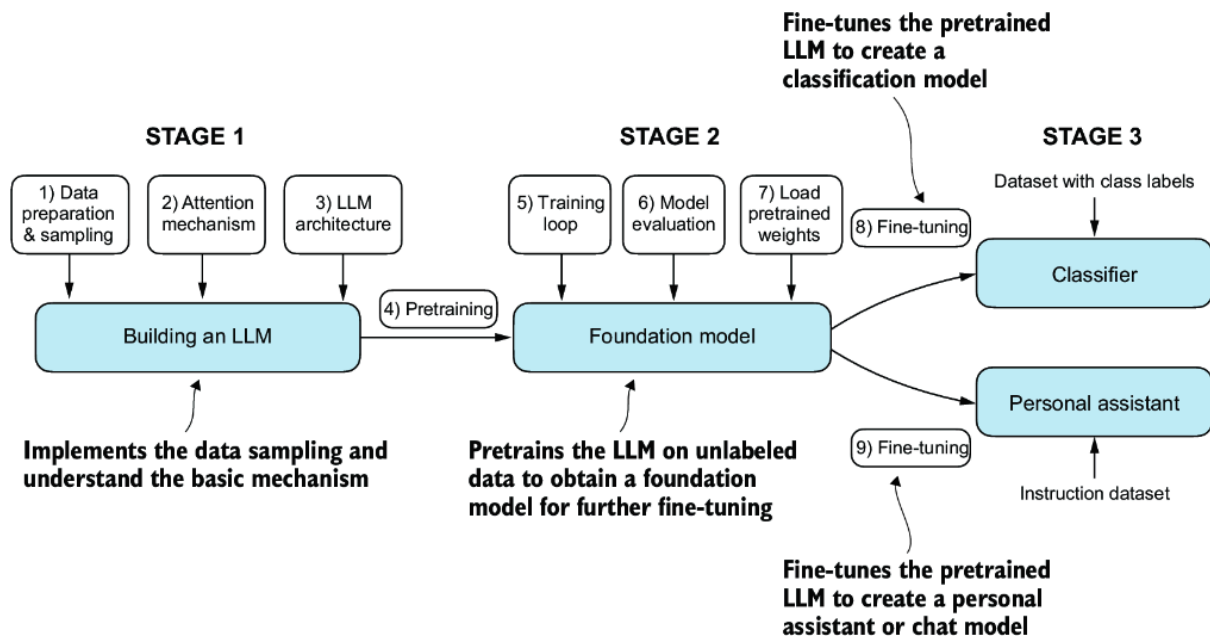 Fine-tunes the pretrained
LLM to create a
classification model
STAGE 1
STAGE 2
STAGE 3
1) Data
preparation
& sampling
2) Attention
mechanism
3) LLM
architecture
5) Training
loop
6) Model
evaluation
7) Load
pretrained
weights
8) Fine-tuning
Dataset with class labels
Building an LLM
4) Pretraining
Foundation model
Classifier
Personal assistant
Implements the data sampling and
understand the basic mechanism
Pretrains the LLM on unlabeled
data to obtain a foundation
model for further fine-tuning
9) Fine-tuning
Instruction dataset
Fine-tunes the pretrained
LLM to create a personal
assistant or chat model